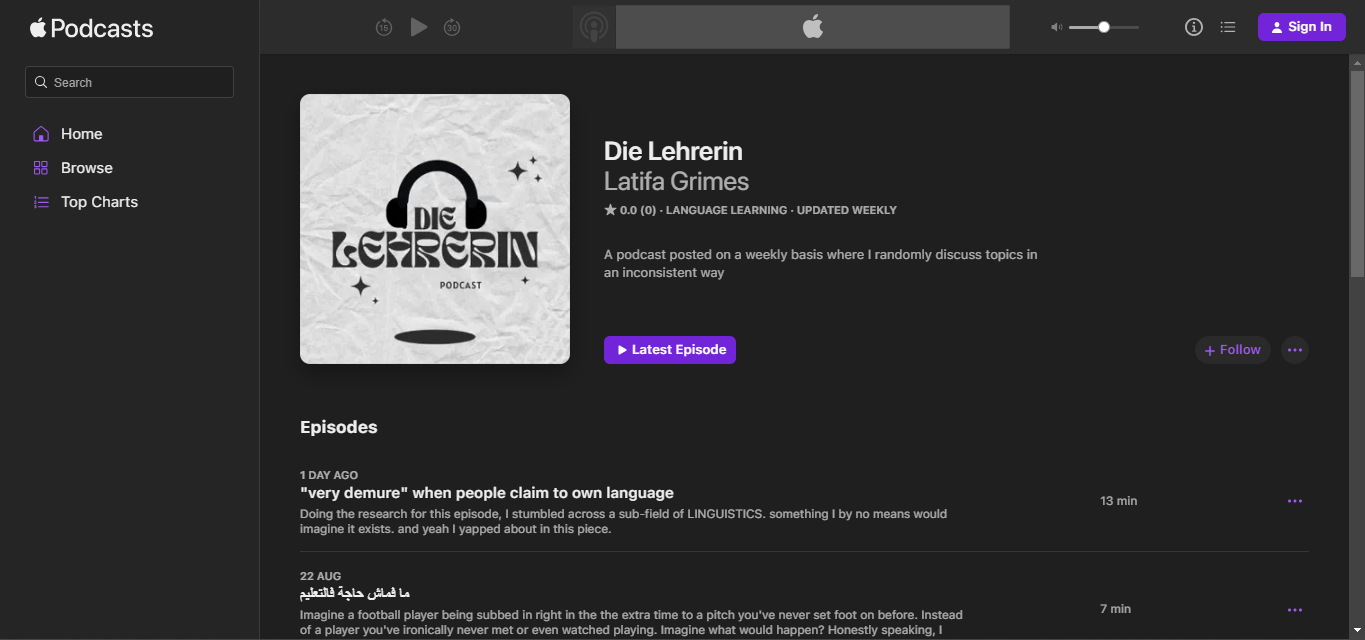 Podcasts
Search
Home
Browse
Top Charts
15
30
Sign In
DIE
LEHRERIN
PODCAST
Die Lehrerin
Latifa Grimes
★ 0.0 (0) · LANGUAGE LEARNING · UPDATED WEEKLY
A podcast posted on a weekly basis where I randomly discuss topics in
an inconsistent way
Latest Episode
+ Follow
Episodes
1 DAY AGO
"very demure" when people claim to own language
Doing the research for this episode, I stumbled across a sub-field of LINGUISTICS. something I by no means would
imagine it exists. and yeah I yapped about in this piece.
13 min
22 AUG
ما فماش حاجة فالتعليم
Imagine a football player being subbed in right in the the extra time to a pitch you've never set foot on before. Instead
of a player you've ironically never met or even watched playing. Imagine what would happen? Honestly speaking, I
7 min